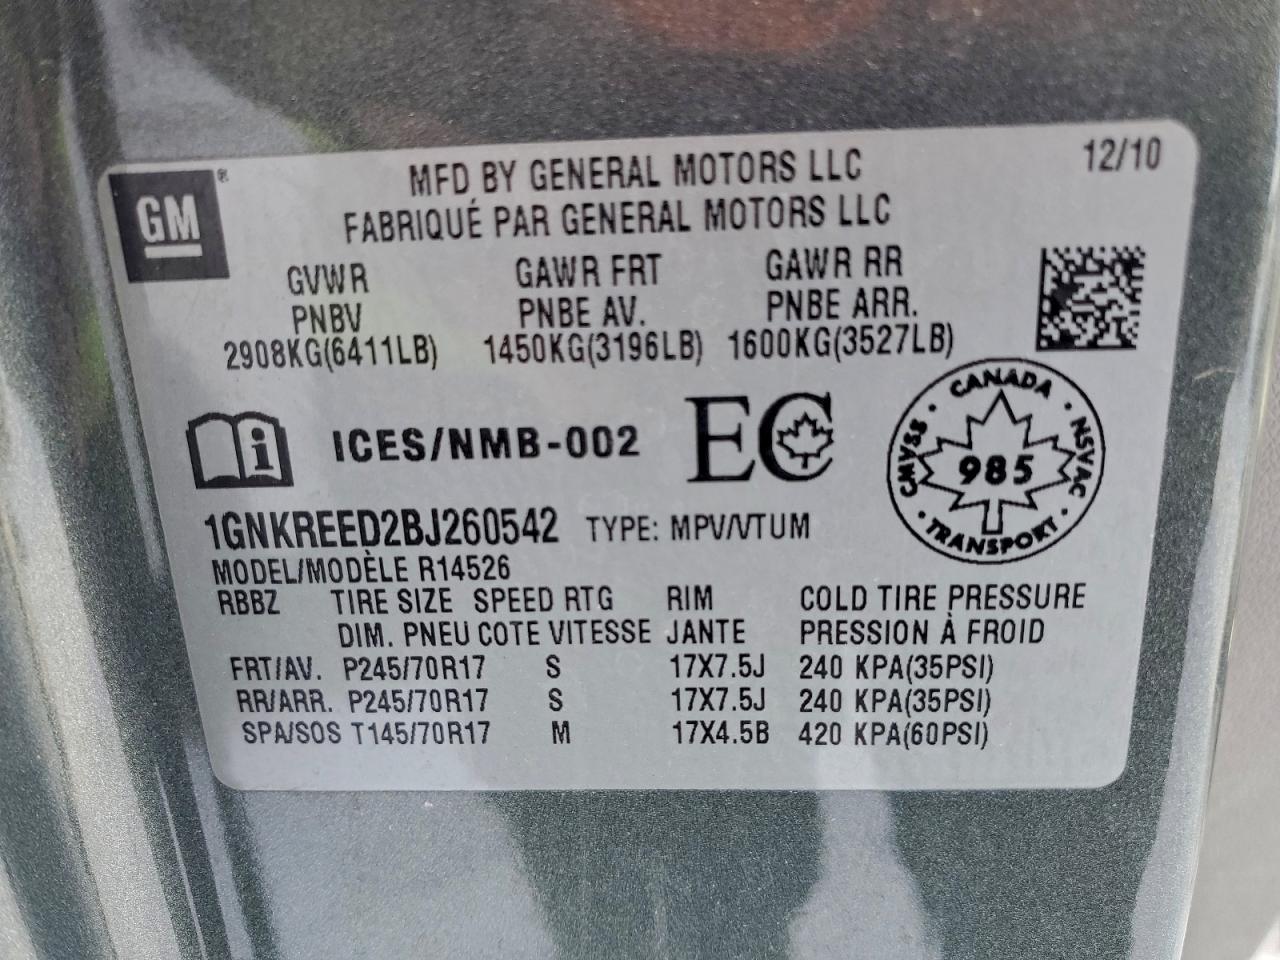 12/10
GM®
MFD BY GENERAL MOTORS LLC
FABRIQUÉ PAR GENERAL MOTORS LLC
GVWR GAWR FRT GAWR RR
PNBV PNBE AV. PNBE ARR.
2908KG(6411LB) 1450KG(3196LB) 1600KG(3527LB)
i ICES/NMB-002 EC
CANADA
CMVSS 985 NSVAC
TRANSPORT
1GNKREED2BJ260542 TYPE: MPV/VTUM
MODEL/MODÈLE R14526
RBBZ TIRE SIZE SPEED RTG RIM COLD TIRE PRESSURE
DIM. PNEU COTE VITESSE JANTE PRESSION À FROID
FRT/AV. P245/70R17 S 17X7.5J 240 KPA(35PSI)
RR/ARR. P245/70R17 S 17X7.5J 240 KPA(35PSI)
SPA/SOS T145/70R17 M 17X4.5B 420 KPA(60PSI)